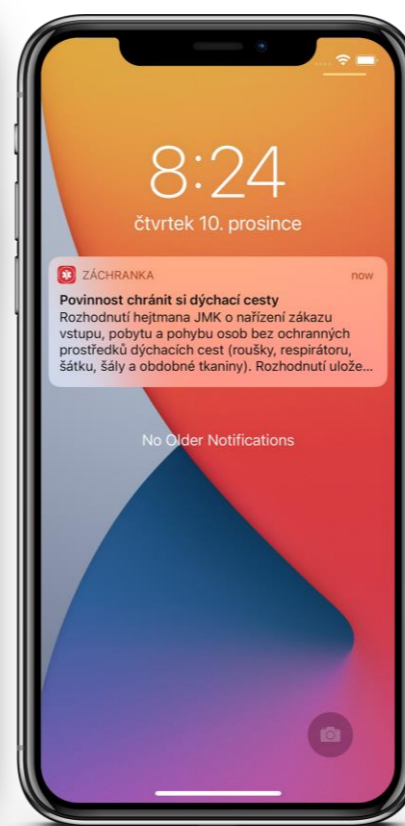 8:24
čtvrtek 10. prosince
ZÁCHRANKA now
Povinnost chránit si dýchací cesty
Rozhodnutí hejtmana JMK o nařízení zákazu
vstupu, pobytu a pohybu osob bez ochranných
prostředků dýchacích cest (roušky, respirátoru,
šátku, šály a obdobné tkaniny). Rozhodnutí ulože...
No Older Notifications